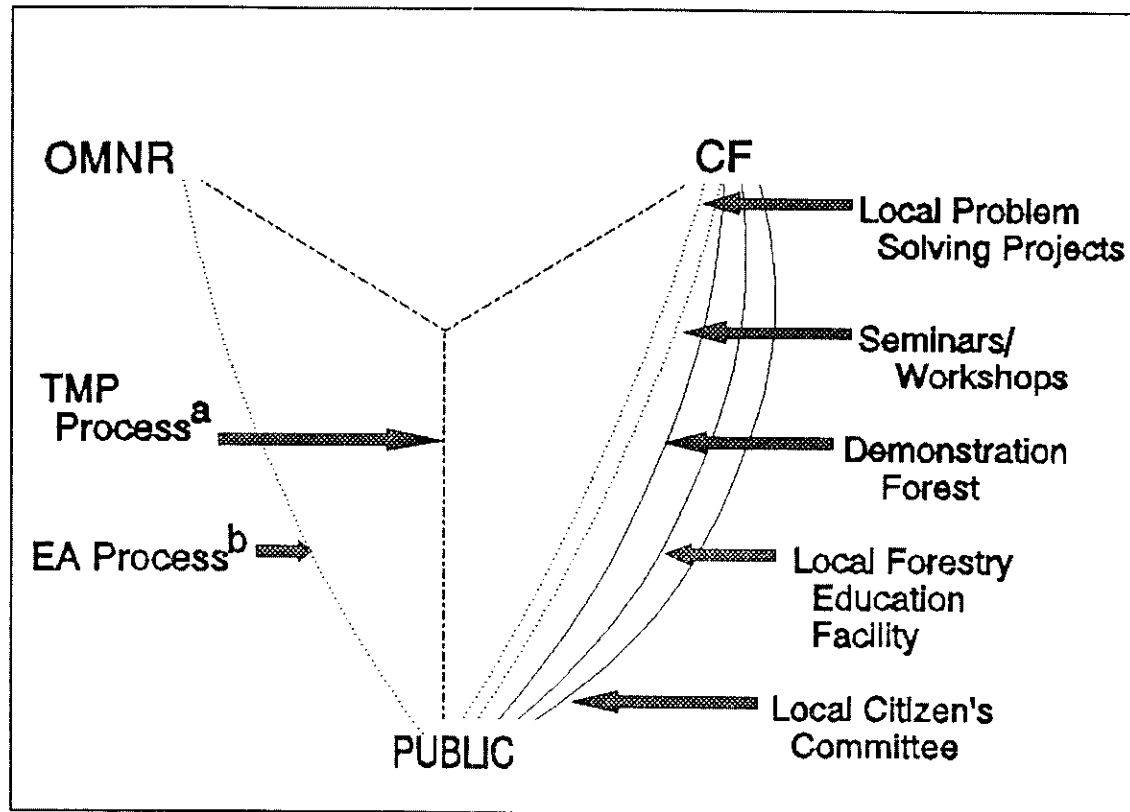 OMNR
CF
Local Problem
Solving Projects
Seminars/
Workshops
TMP
Processa
Demonstration
Forest
EA Processb
Local Forestry
Education
Facility
Local Citizen's
Committee
PUBLIC